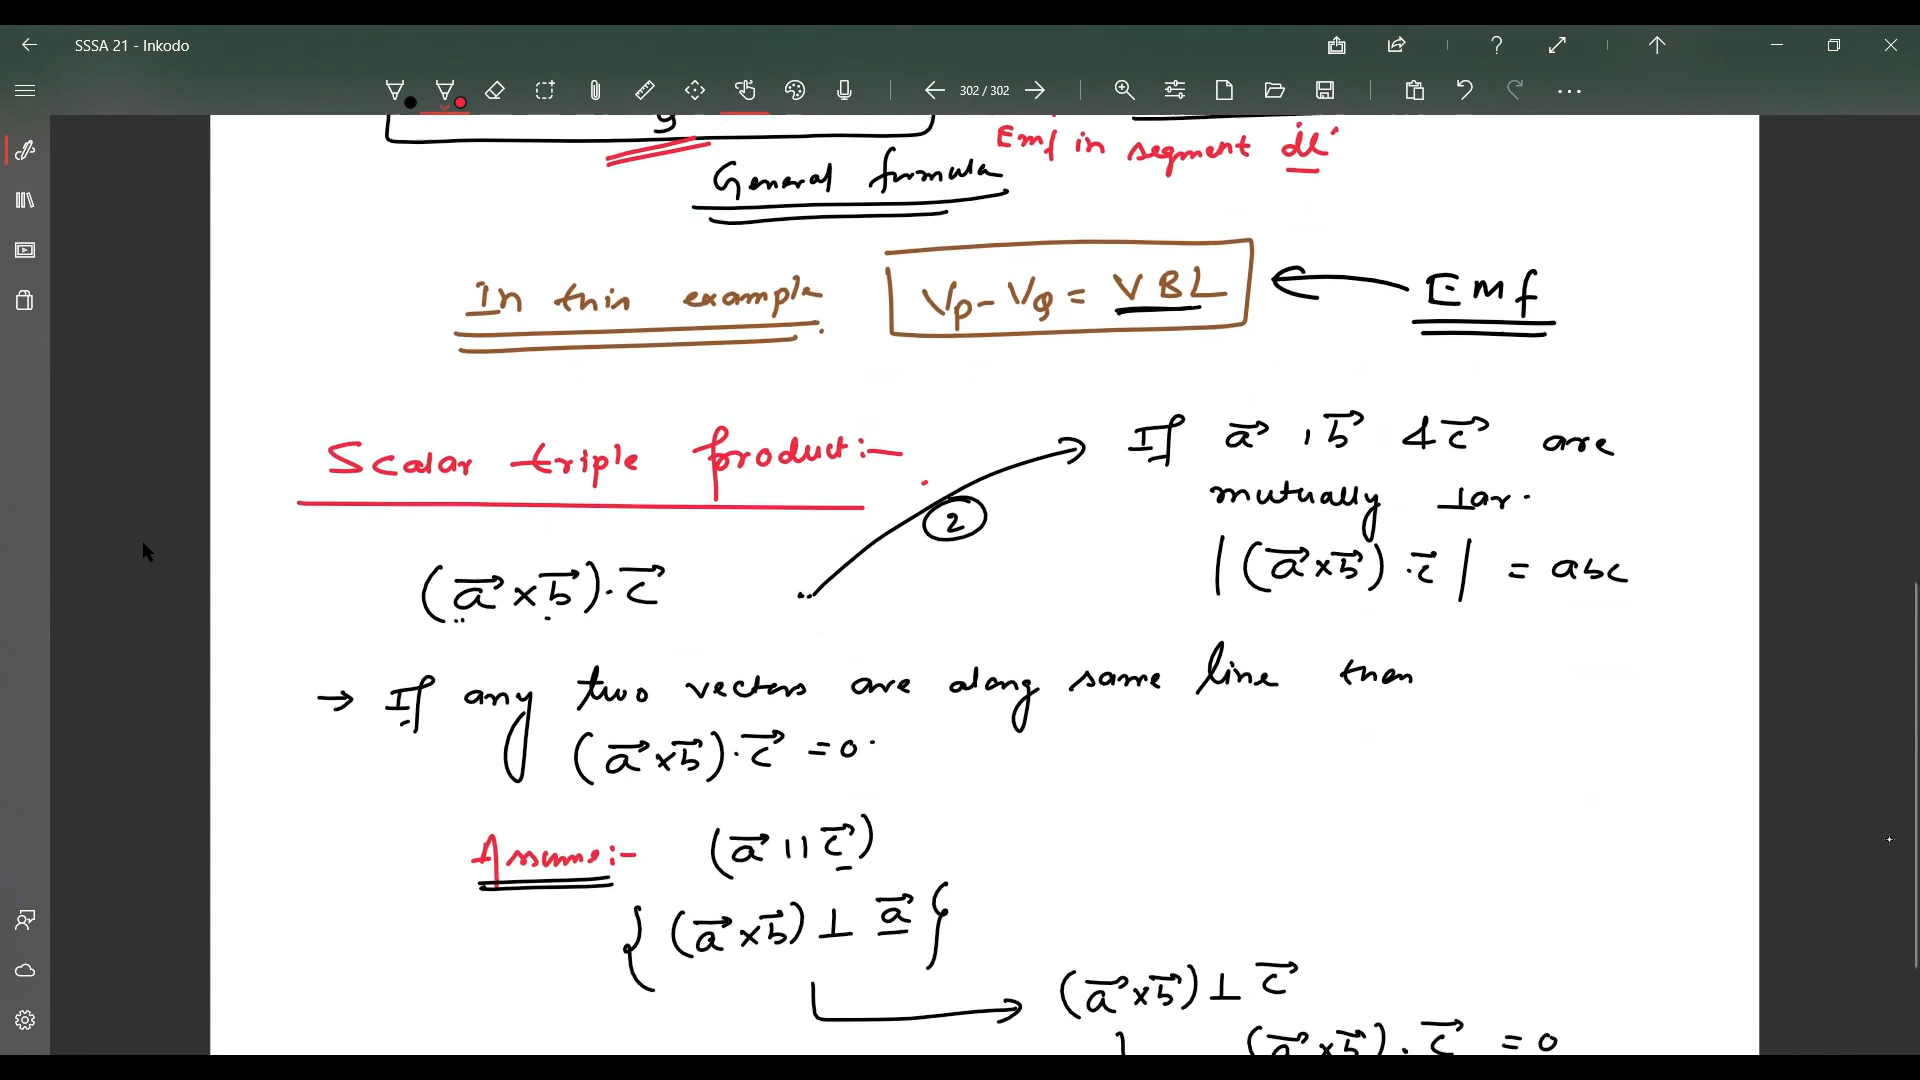 SSSA 21 - Inkodo
302 / 302
y
Emf in segment dl
General formula
In this example
Vp - VQ = VBL
Emf
Scalar triple product:-
2
If a⃗ , b⃗ & c⃗ are
mutually ⊥ar.
|(a⃗ × b⃗) · c⃗| = abc
(a⃗ × b⃗) · c⃗
→ If any two vectors are along same line then
(a⃗ × b⃗) · c⃗ = 0.
Assume:- (a⃗ || c⃗)
{ (a⃗ × b⃗) ⊥ a⃗ }
(a⃗ × b⃗) ⊥ c⃗
(a⃗ × b⃗) · c⃗ = 0